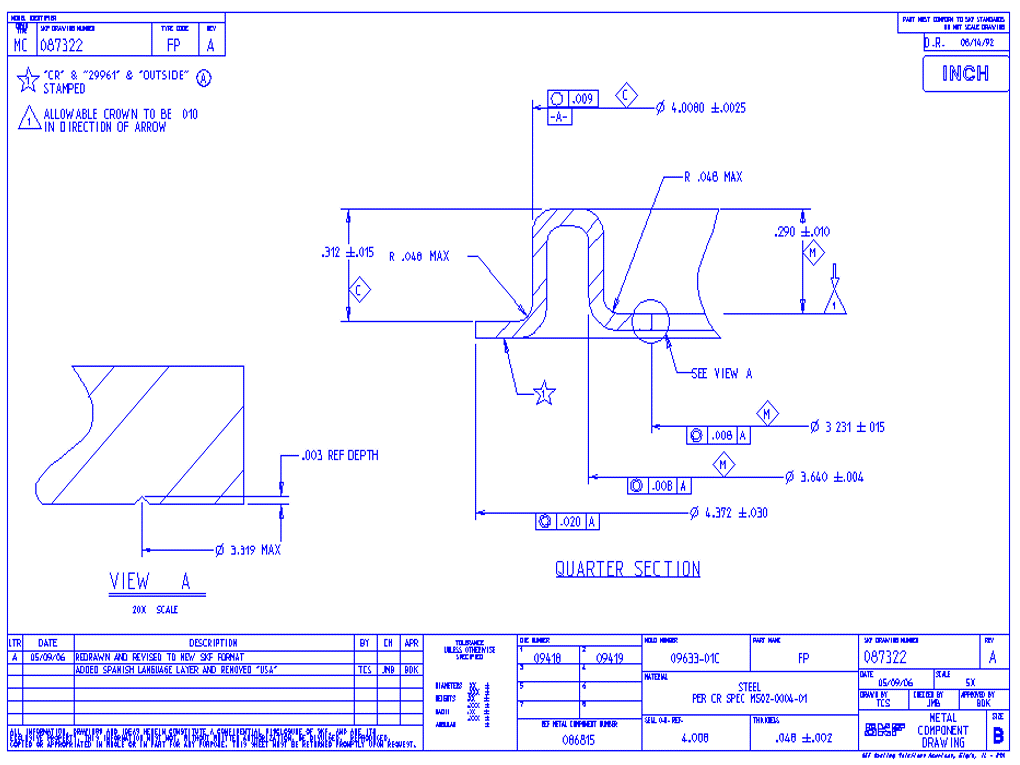 MODEL IDENTIFIER
SKF DRAWING NUMBER
TYPE CODE
REV
MC
087322
FP
A
PART MUST CONFORM TO SKF STANDARDS
DO NOT SCALE DRAWING
D.R. 08/14/92
INCH
1 "CR" & "29961" & "OUTSIDE" A
STAMPED
1 ALLOWABLE CROWN TO BE 010
IN DIRECTION OF ARROW
.009
C
-A-
Ø 4.0080 ±.0025
R .048 MAX
.312 ±.015
R .048 MAX
C
.290 ±.010
M
1
SEE VIEW A
1
M
.008 A
Ø 3 231 ± 015
M
.008 A
Ø 3.640 ±.004
.020 A
Ø 4.372 ±.030
.003 REF DEPTH
Ø 3.319 MAX
VIEW A
20X SCALE
QUARTER SECTION
LTR DATE DESCRIPTION BY CH APR
A 05/09/06 REDRAWN AND REVISED TO NEW SKF FORMAT
ADDED SPANISH LANGUAGE LAYER AND REMOVED "USA" TCS JMB BDK
TOLERANCE
UNLESS OTHERWISE
SPECIFIED
DIAMETERS .XX ±
.XXX ±
HEIGHTS .XX ±
.XXX ±
RADII .XX ±
.XXX ±
ANGULAR ±
DIE NUMBER
1 09418 2 09419
3 4
5 6
7 8
REF METAL COMPONENT NUMBER
086815
MOLD NUMBER
09633-01C
PART NAME
FP
MATERIAL
STEEL
PER CR SPEC MS02-0004-01
SEAL O.D. REF.
4.008
THICKNESS
.048 ±.002
SKF DRAWING NUMBER
087322
REV
A
DATE
05/09/06
SCALE
5X
DRAWN BY
TCS
CHECKED BY
JMB
APPROVED BY
BDK
METAL
COMPONENT
DRAWING
SIZE
B
ALL INFORMATION, DRAWINGS AND IDEAS HEREIN CONSTITUTE A CONFIDENTIAL DISCLOSURE OF SKF, AND ARE ITS
EXCLUSIVE PROPERTY. THIS INFORMATION MUST NOT, WITHOUT WRITTEN AUTHORIZATION, BE DIVULGED, REPRODUCED,
COPIED OR APPROPRIATED IN WHOLE OR IN PART FOR ANY PURPOSE. THIS SHEET MUST BE RETURNED PROMPTLY UPON REQUEST.